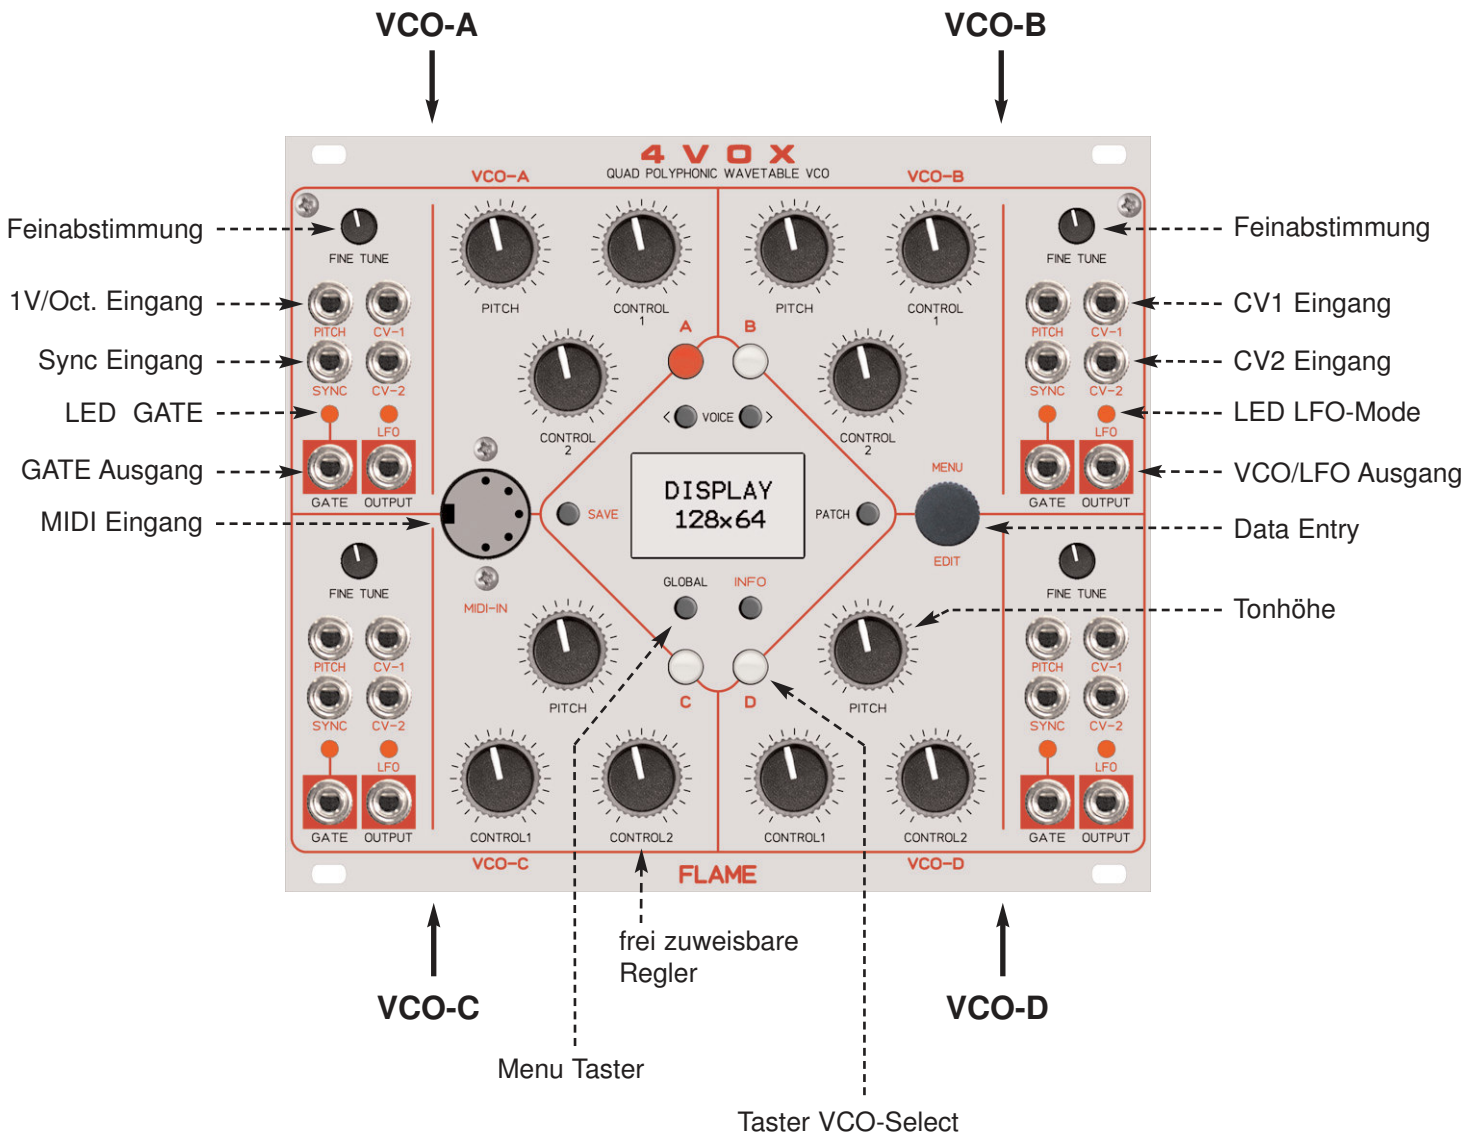 VCO-A
VCO-B
4 VOX
QUAD POLYPHONIC WAVETABLE VCO
VCO-A
VCO-B
Feinabstimmung
FINE TUNE
FINE TUNE
Feinabstimmung
1V/Oct. Eingang
PITCH
CV-1
PITCH
CONTROL
1
PITCH
CONTROL
1
PITCH
CV-1
CV1 Eingang
A
B
Sync Eingang
SYNC
CV-2
SYNC
CV-2
CV2 Eingang
LED GATE
LFO
< VOICE >
LFO
LED LFO-Mode
CONTROL
2
CONTROL
2
GATE Ausgang
GATE
OUTPUT
MENU
GATE
OUTPUT
VCO/LFO Ausgang
DISPLAY
128x64
MIDI Eingang
SAVE
PATCH
Data Entry
EDIT
FINE TUNE
GLOBAL
INFO
FINE TUNE
MIDI-IN
Tonhöhe
PITCH
CV-1
PITCH
CV-1
SYNC
CV-2
PITCH
C
D
PITCH
SYNC
CV-2
LFO
LFO
GATE
OUTPUT
CONTROL1
CONTROL2
CONTROL1
CONTROL2
GATE
OUTPUT
VCO-C
FLAME
VCO-D
frei zuweisbare
Regler
VCO-C
VCO-D
Menu Taster
Taster VCO-Select